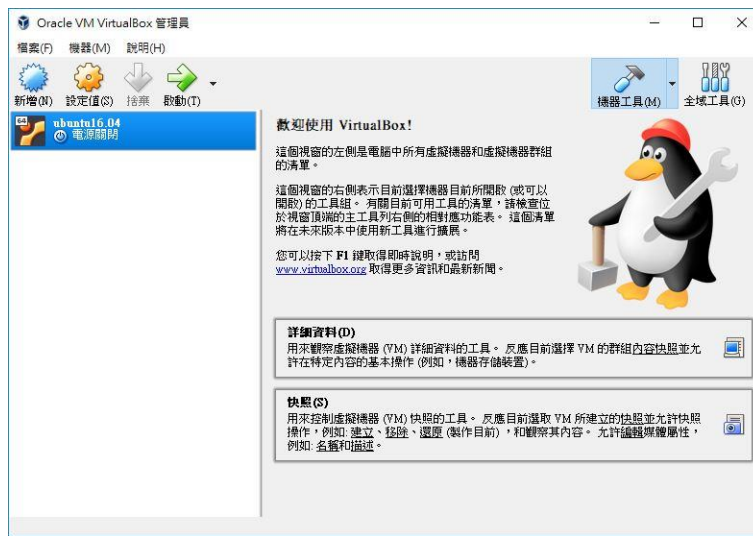 Oracle VM VirtualBox 管理員
檔案(F) 機器(M) 說明(H)
新增(N) 設定值(S) 捨棄 啟動(T) 機器工具(M) 全域工具(G)
64 ubuntu16.04
電源關閉
歡迎使用 VirtualBox!
這個視窗的左側是電腦中所有虛擬機器和虛擬機器群組
的清單。
這個視窗的右側表示目前選擇機器目前所開啟 (或可以
開啟) 的工具組。 有關目前可用工具的清單，請檢查位
於視窗頂端的主工具列右側的相對應功能表。 這個清單
將在未來版本中使用新工具進行擴展。
您可以按下 F1 鍵取得即時說明，或訪問
www.virtualbox.org 取得更多資訊和最新新聞。
詳細資料(D)
用來觀察虛擬機器 (VM) 詳細資料的工具。 反應目前選擇 VM 的群組內容快照並允
許在特定內容的基本操作 (例如，機器存儲裝置)。
快照(S)
用來控制虛擬機器 (VM) 快照的工具。 反應目前選取 VM 所建立的快照並允許快照
操作，例如: 建立、移除、還原 (製作目前) ，和觀察其內容。 允許編輯媒體屬性，
例如: 名稱和描述。